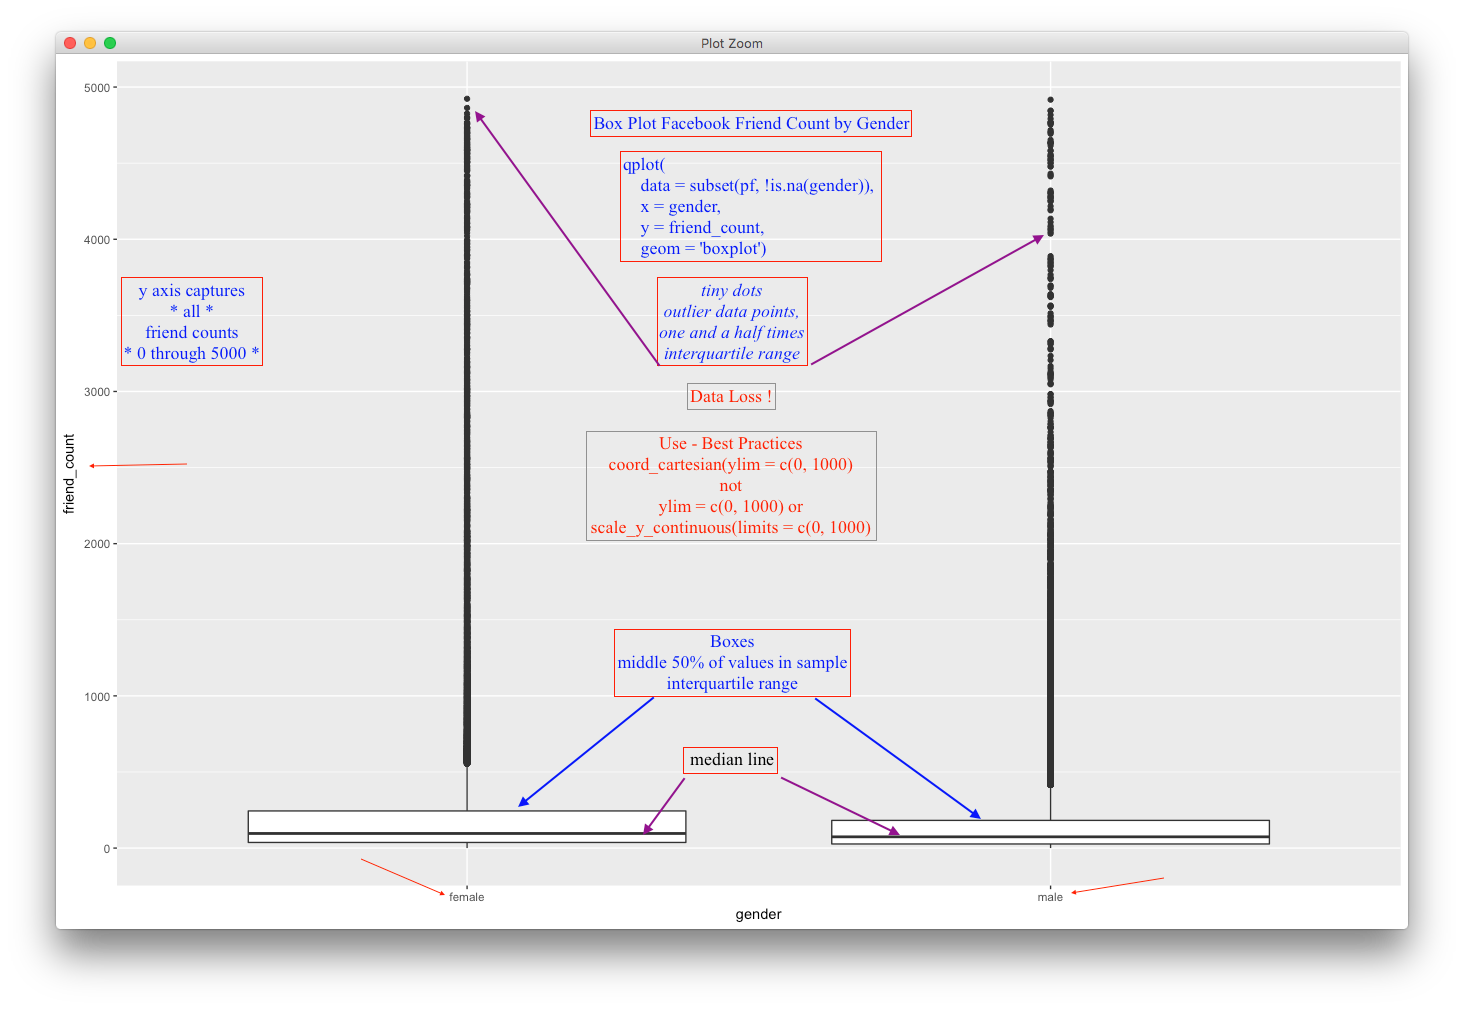 Plot Zoom
5000
4000
3000
2000
1000
0
friend_count
Box Plot Facebook Friend Count by Gender
qplot(
data = subset(pf, !is.na(gender)),
x = gender,
y = friend_count,
geom = 'boxplot')
y axis captures
* all *
friend counts
* 0 through 5000 *
tiny dots
outlier data points,
one and a half times
interquartile range
Data Loss !
Use - Best Practices
coord_cartesian(ylim = c(0, 1000)
not
ylim = c(0, 1000) or
scale_y_continuous(limits = c(0, 1000)
Boxes
middle 50% of values in sample
interquartile range
median line
female
male
gender